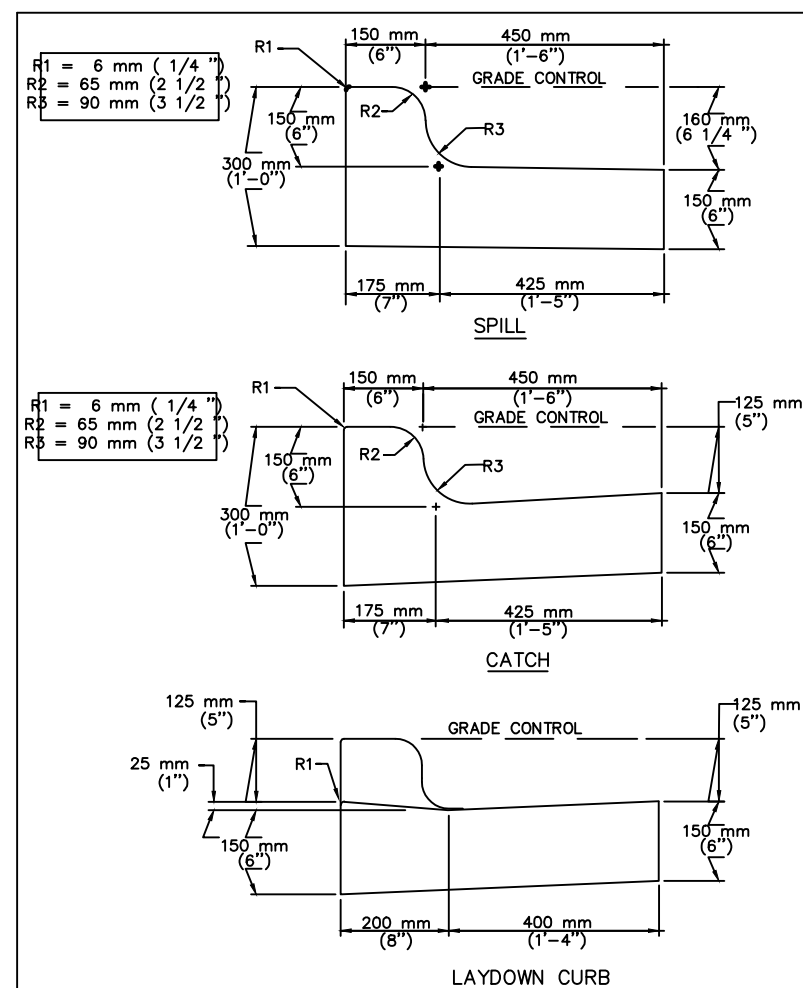 150 mm
(6")
450 mm
(1'-6")
R1
R1 = 6 mm ( 1/4 ")
R2 = 65 mm (2 1/2 ")
R3 = 90 mm (3 1/2 ")
GRADE CONTROL
R2
150 mm
(6")
R3
160 mm
(6 1/4 ")
300 mm
(1'-0")
150 mm
(6")
175 mm
(7")
425 mm
(1'-5")
SPILL
150 mm
(6")
450 mm
(1'-6")
R1
R1 = 6 mm ( 1/4 ")
R2 = 65 mm (2 1/2 ")
R3 = 90 mm (3 1/2 ")
125 mm
(5")
GRADE CONTROL
R2
150 mm
(6")
R3
300 mm
(1'-0")
150 mm
(6")
175 mm
(7")
425 mm
(1'-5")
CATCH
125 mm
(5")
GRADE CONTROL
125 mm
(5")
25 mm
(1")
R1
150 mm
(6")
150 mm
(6")
200 mm
(8")
400 mm
(1'-4")
LAYDOWN CURB